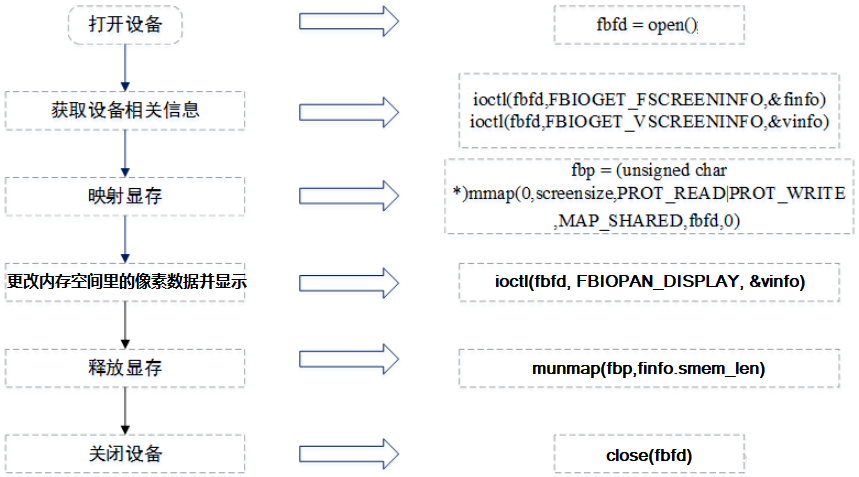 打开设备
fbfd = open();
获取设备相关信息
ioctl(fbfd,FBIOGET_FSCREENINFO,&finfo)
ioctl(fbfd,FBIOGET_VSCREENINFO,&vinfo)
映射显存
fbp = (unsigned char
*)mmap(0,screensize,PROT_READ|PROT_WRITE
,MAP_SHARED,fbfd,0)
更改内存空间里的像素数据并显示
ioctl(fbfd, FBIOPAN_DISPLAY, &vinfo)
释放显存
munmap(fbp,finfo.smem_len)
关闭设备
close(fbfd)